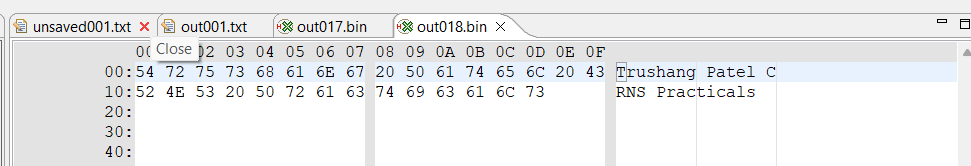 unsaved001.txt out001.txt out017.bin out018.bin
00 02 03 04 05 06 07 08 09 0A 0B 0C 0D 0E 0F
Close
00: 54 72 75 73 68 61 6E 67 20 50 61 74 65 6C 20 43 Trushang Patel C
10: 52 4E 53 20 50 72 61 63 74 69 63 61 6C 73 RNS Practicals
20:
30:
40: